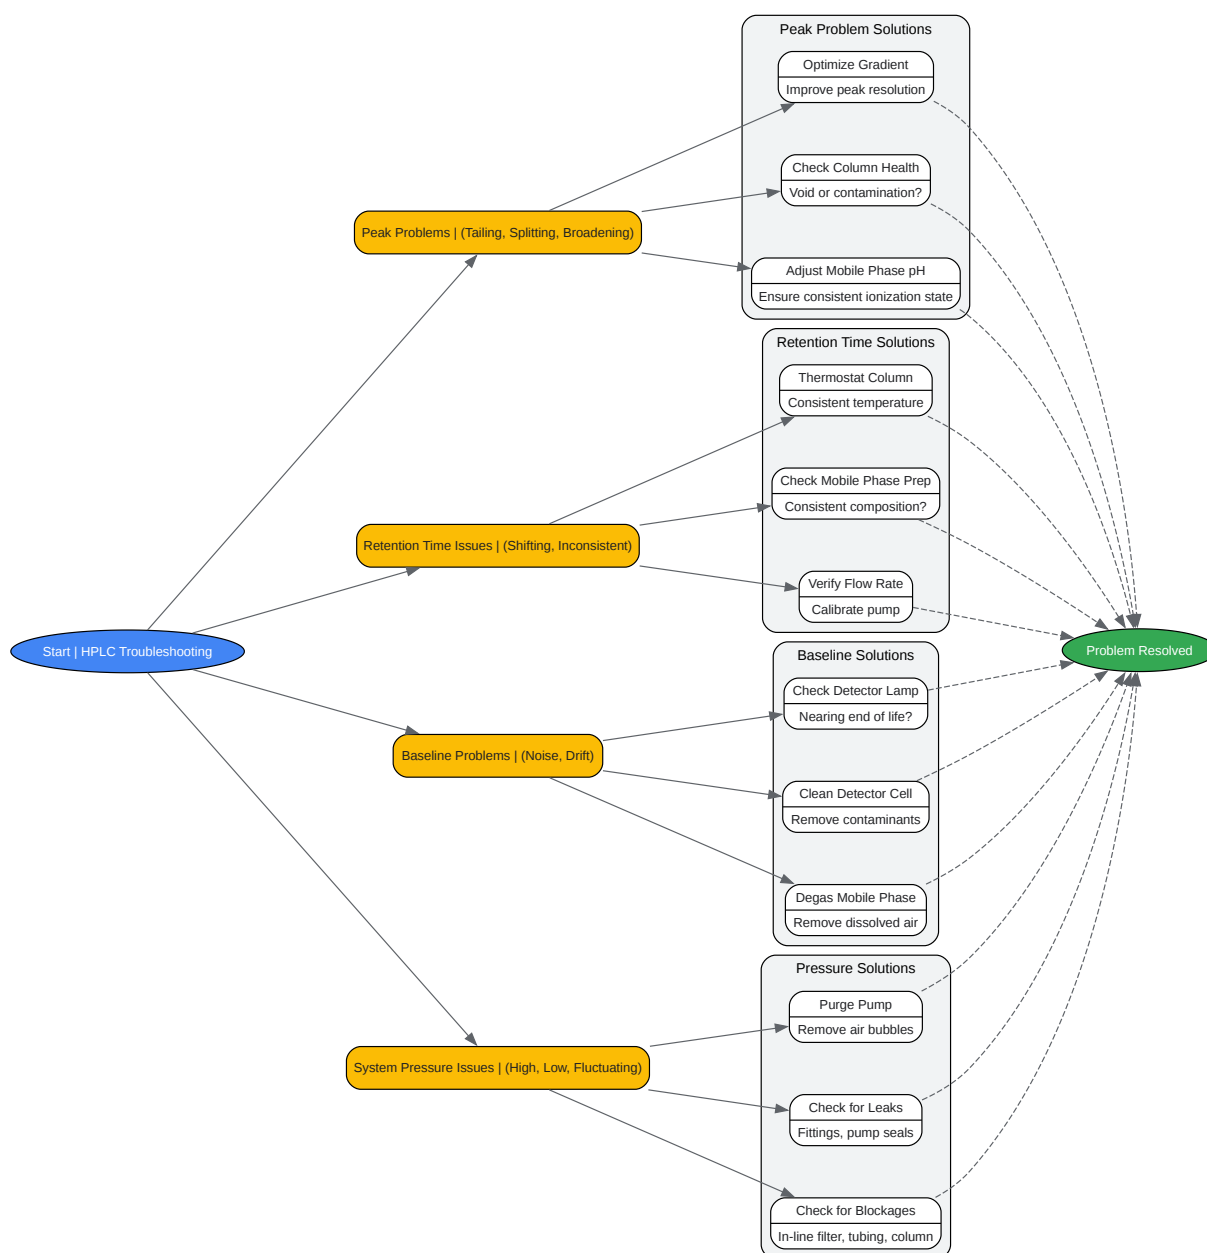 Peak Problem Solutions
Optimize Gradient
Improve peak resolution
Check Column Health
Void or contamination?
Peak Problems | (Tailing, Splitting, Broadening)
Adjust Mobile Phase pH
Ensure consistent ionization state
Retention Time Solutions
Thermostat Column
Consistent temperature
Check Mobile Phase Prep
Consistent composition?
Retention Time Issues | (Shifting, Inconsistent)
Verify Flow Rate
Calibrate pump
Start | HPLC Troubleshooting
Problem Resolved
Baseline Solutions
Check Detector Lamp
Nearing end of life?
Baseline Problems | (Noise, Drift)
Clean Detector Cell
Remove contaminants
Degas Mobile Phase
Remove dissolved air
Pressure Solutions
Purge Pump
Remove air bubbles
System Pressure Issues | (High, Low, Fluctuating)
Check for Leaks
Fittings, pump seals
Check for Blockages
In-line filter, tubing, column